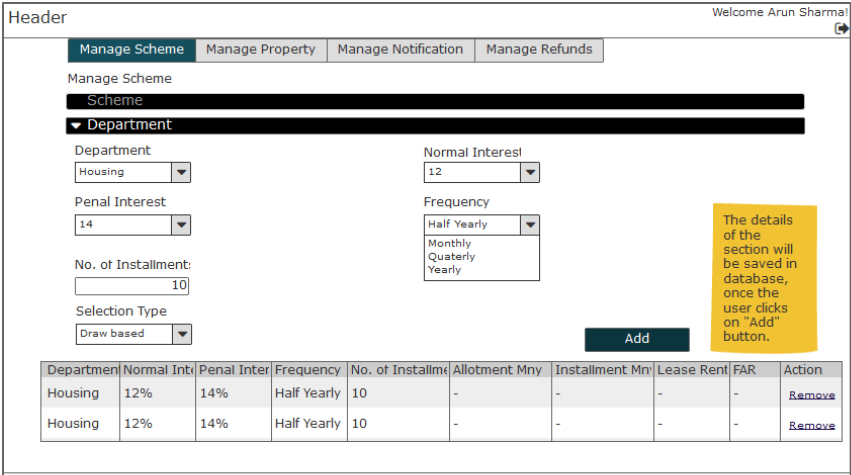 Header
Welcome Arun Sharma!
Manage Scheme Manage Property Manage Notification Manage Refunds
Manage Scheme
Scheme
Department
Department Normal Interest
Housing 12
Penal Interest Frequency
14 Half Yearly
Monthly
Quaterly
Yearly
No. of Installments
10
Selection Type
Draw based
The details
of the
section will
be saved in
database,
once the
user clicks
on "Add"
button.
Add
Department Normal Inte Penal Inter Frequency No. of Installme Allotment Mny Installment Mny Lease Rent FAR Action
Housing 12% 14% Half Yearly 10 - - - - Remove
Housing 12% 14% Half Yearly 10 - - - - Remove